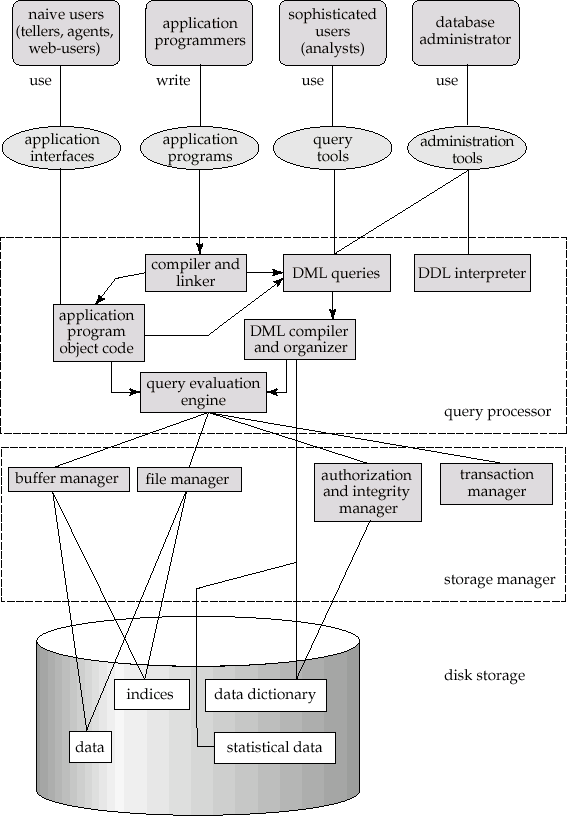 naive users
(tellers, agents,
web-users)
application
programmers
sophisticated
users
(analysts)
database
administrator
use
write
use
use
application
interfaces
application
programs
query
tools
administration
tools
compiler and
linker
DML queries
DDL interpreter
application
program
object code
DML compiler
and organizer
query evaluation
engine
query processor
buffer manager
file manager
authorization
and integrity
manager
transaction
manager
storage manager
disk storage
indices
data dictionary
data
statistical data